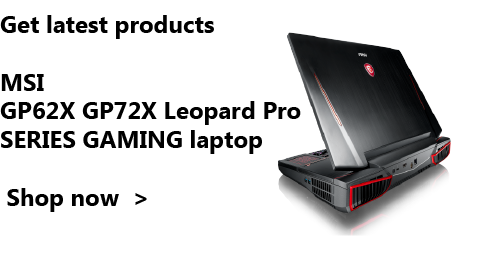 Get latest products
MSI
GP62X GP72X Leopard Pro
SERIES GAMING laptop
Shop now >